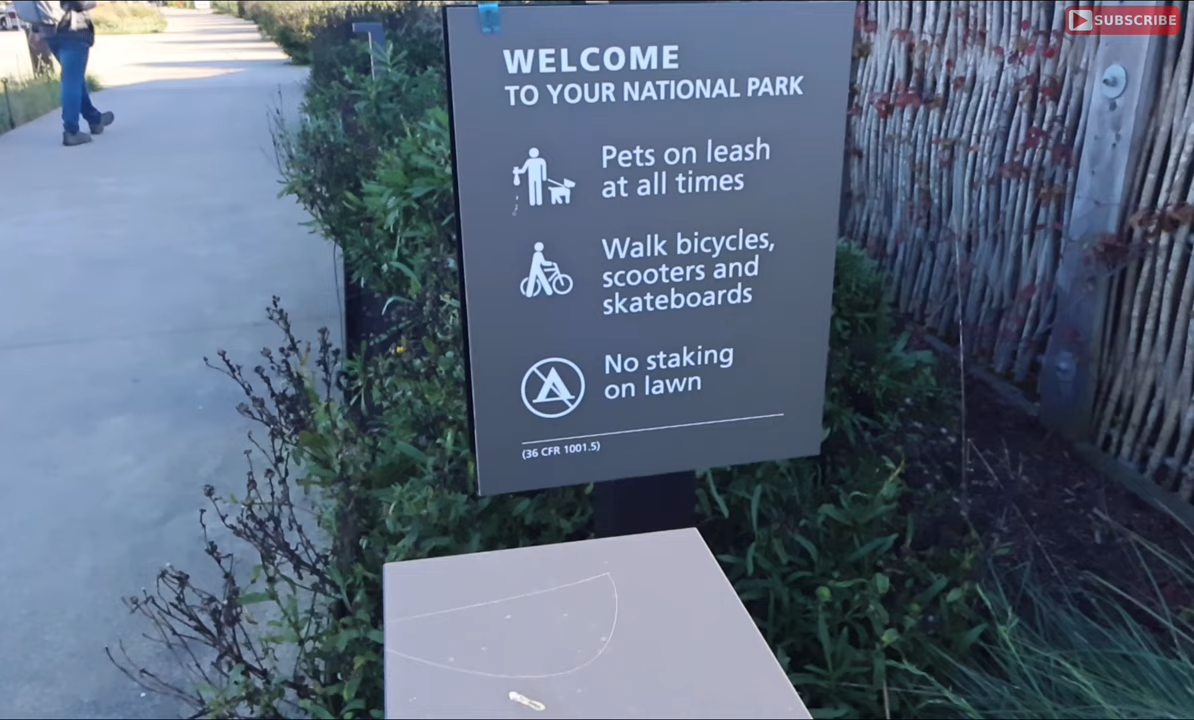 SUBSCRIBE
WELCOME
TO YOUR NATIONAL PARK
Pets on leash
at all times
Walk bicycles,
scooters and
skateboards
No staking
on lawn
(36 CFR 1001.5)